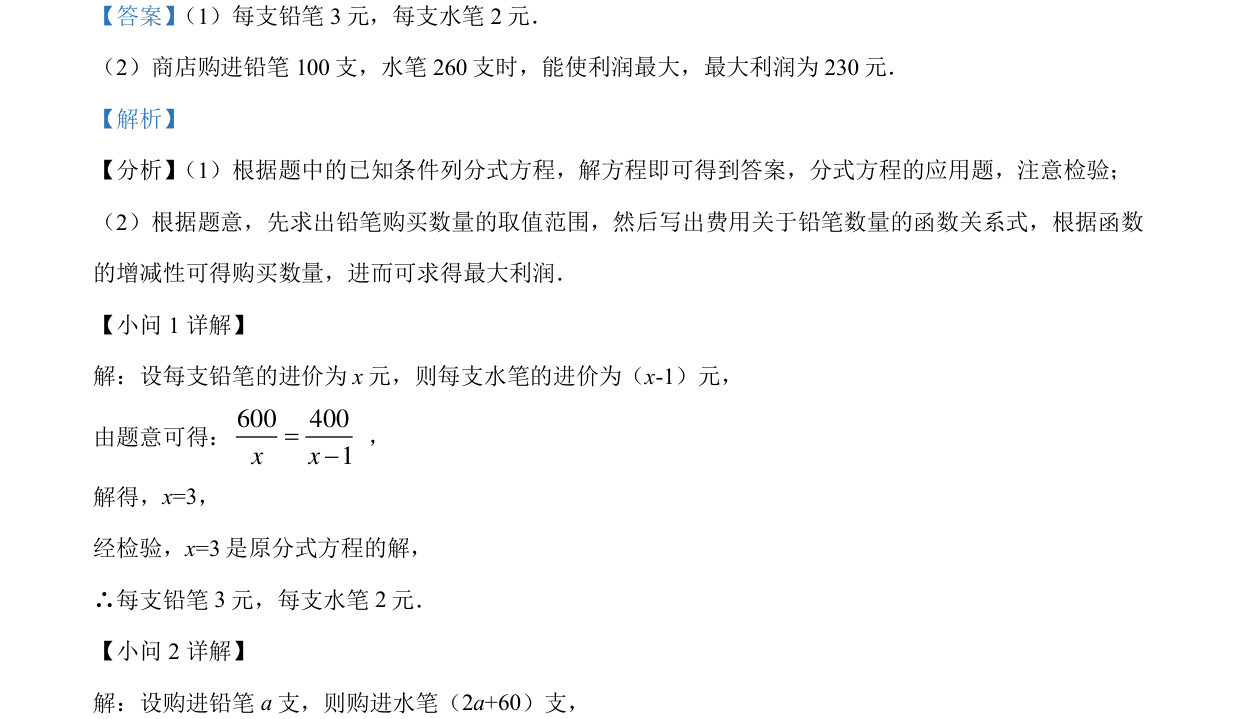 【答案】（1）每支铅笔 3 元，每支水笔 2 元．
（2）商店购进铅笔 100 支，水笔 260 支时，能使利润最大，最大利润为 230 元．
【解析】
【分析】（1）根据题中的已知条件列分式方程，解方程即可得到答案，分式方程的应用题，注意检验；
（2）根据题意，先求出铅笔购买数量的取值范围，然后写出费用关于铅笔数量的函数关系式，根据函数
的增减性可得购买数量，进而可求得最大利润．
【小问 1 详解】
解：设每支铅笔的进价为 x 元，则每支水笔的进价为（x-1）元，
由题意可得：600/x = 400/(x−1)，
解得，x=3，
经检验，x=3 是原分式方程的解，
∴每支铅笔 3 元，每支水笔 2 元．
【小问 2 详解】
解：设购进铅笔 a 支，则购进水笔（2a+60）支，